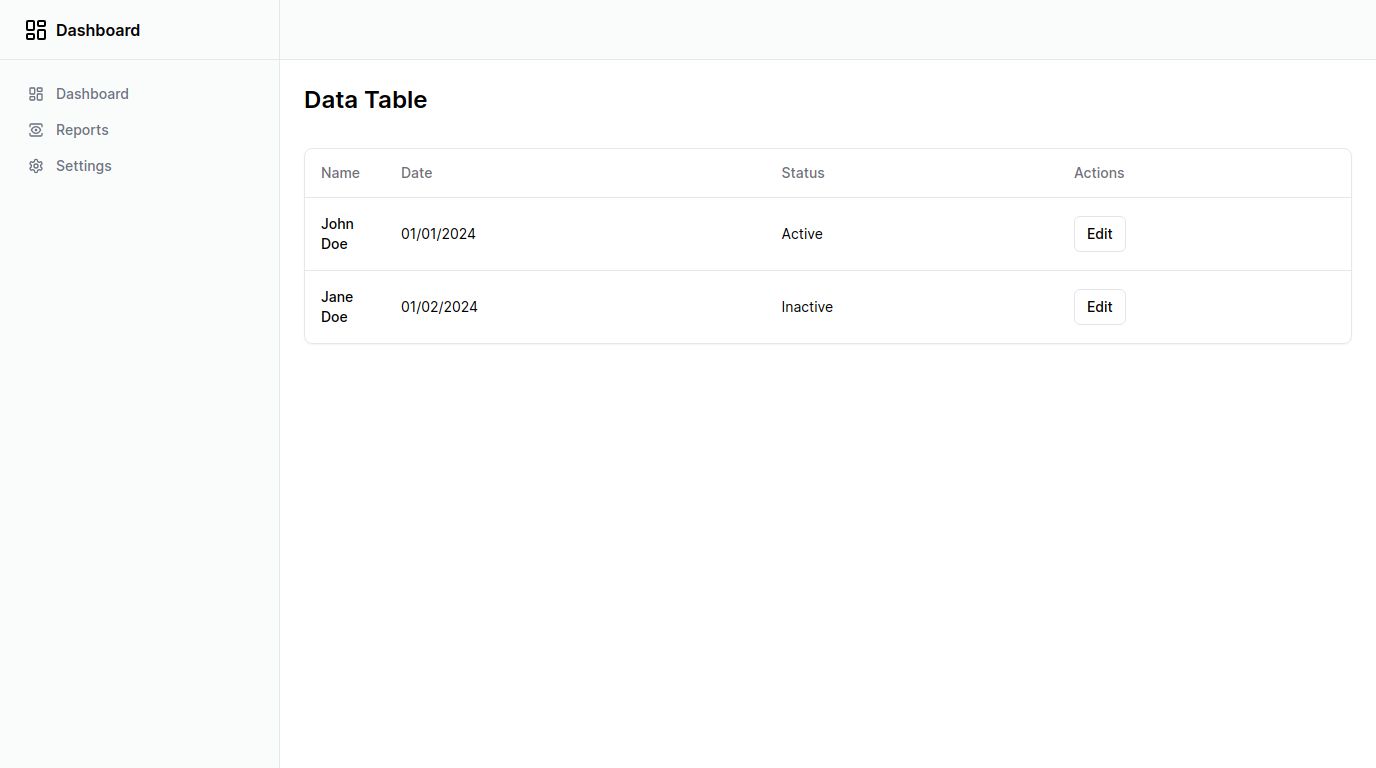 Dashboard
Dashboard
Reports
Settings
Data Table
Name Date Status Actions
John
Doe
01/01/2024 Active Edit
Jane
Doe
01/02/2024 Inactive Edit